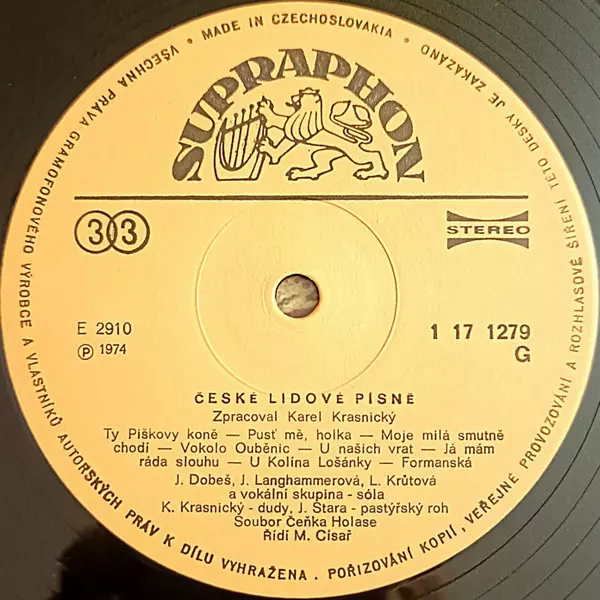 VŠECHNA PRÁVA GRAMOFONOVÉHO VÝROBCE A VLASTNÍKŮ AUTORSKÝCH PRÁV K DÍLU VYHRAŽENA . POŘIZOVÁNÍ KOPIÍ, VEŘEJNÉ PROVOZOVÁNÍ A ROZHLASOVÉ ŠÍŘENÍ TÉTO DESKY JE ZAKÁZÁNO • MADE IN CZECHOSLOVAKIA •
SUPRAPHON
33
STEREO
E 2910
1 17 1279
Ⓟ 1974
G
ČESKÉ LIDOVÉ PÍSNĚ
Zpracoval Karel Krasnický
Ty Piškovy koně — Pusť mě, holka — Moje milá smutně
chodí — Vokolo Ouběnic — U našich vrat — Já mám
ráda slouhu — U Kolína Lošánky — Formanská
J. Dobeš, J. Langhammerová, L. Krůtová
a vokální skupina - sóla
K. Krasnický - dudy, J. Stara - pastýřský roh
Soubor Čeňka Holase
Řídí M. Císař